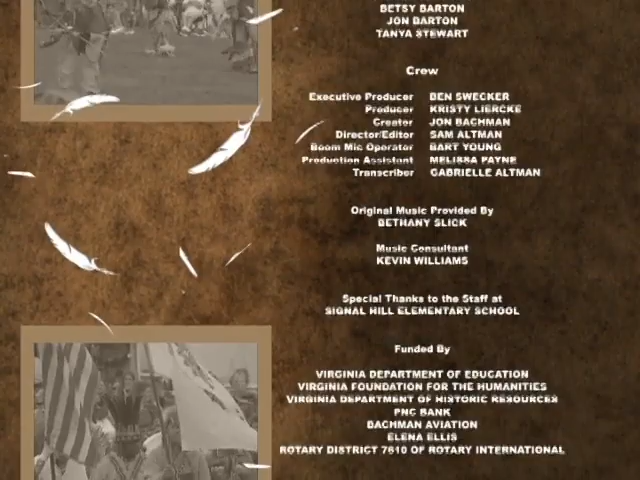 BETSY BARTON
JON BARTON
TANYA STEWART
Crew
Executive Producer BEN SWECKER
Producer KRISTY LIERCKE
Creator JON BACHMAN
Director/Editor SAM ALTMAN
Boom Mic Operator BART YOUNG
Production Assistant MELISSA PAYNE
Transcriber GABRIELLE ALTMAN
Original Music Provided By
BETHANY SLICK
Music Consultant
KEVIN WILLIAMS
Special Thanks to the Staff at
SIGNAL HILL ELEMENTARY SCHOOL
Funded By
VIRGINIA DEPARTMENT OF EDUCATION
VIRGINIA FOUNDATION FOR THE HUMANITIES
VIRGINIA DEPARTMENT OF HISTORIC RESOURCES
PNC BANK
BACHMAN AVIATION
ELENA ELLIS
ROTARY DISTRICT 7610 OF ROTARY INTERNATIONAL